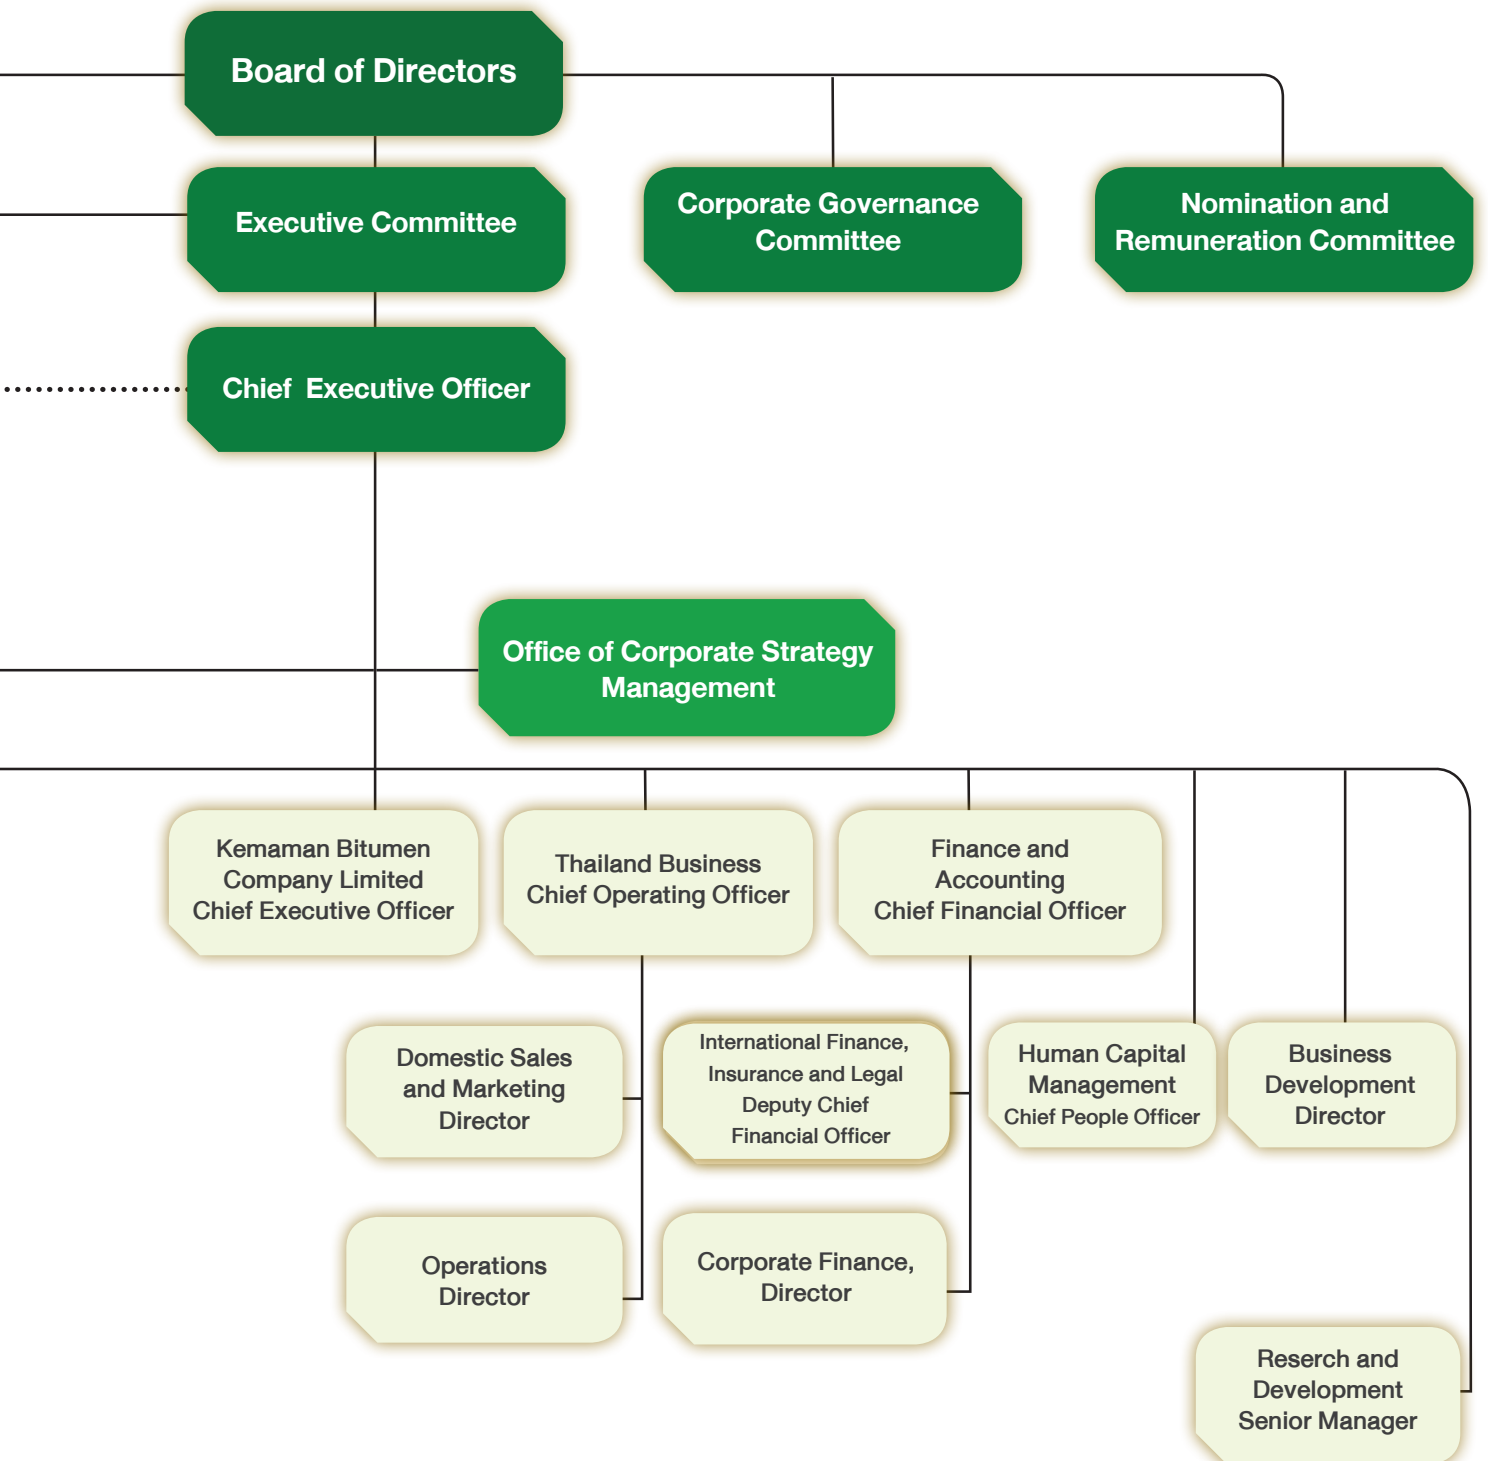 Board of Directors
Executive Committee
Corporate Governance
Committee
Nomination and
Remuneration Committee
Chief Executive Officer
Office of Corporate Strategy
Management
Kemaman Bitumen
Company Limited
Chief Executive Officer
Thailand Business
Chief Operating Officer
Finance and
Accounting
Chief Financial Officer
Domestic Sales
and Marketing
Director
International Finance,
Insurance and Legal
Deputy Chief
Financial Officer
Human Capital
Management
Chief People Officer
Business
Development
Director
Operations
Director
Corporate Finance,
Director
Reserch and
Development
Senior Manager